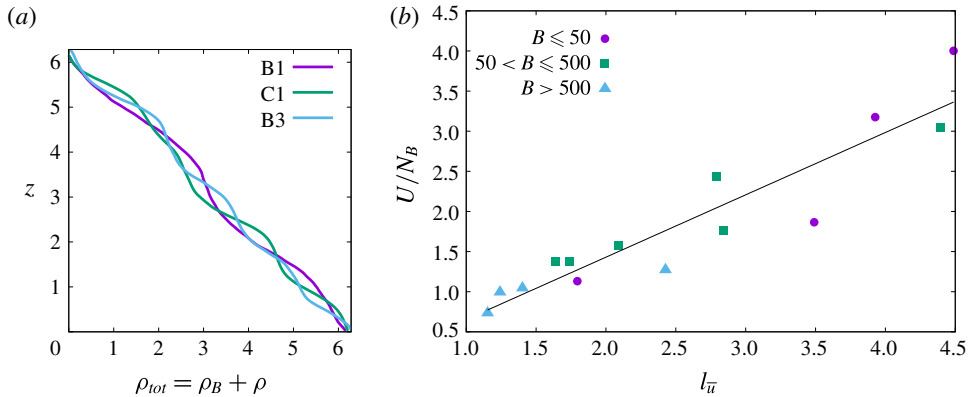 (a)
6
5
4
3
2
1
z
B1
C1
B3
0 1 2 3 4 5 6
ρ_tot = ρ_B + ρ
(b)
4.5
4.0
3.5
3.0
2.5
2.0
1.5
1.0
0.5
U/N_B
B ⩽ 50
50 < B ⩽ 500
B > 500
1.0 1.5 2.0 2.5 3.0 3.5 4.0 4.5
l_u̅